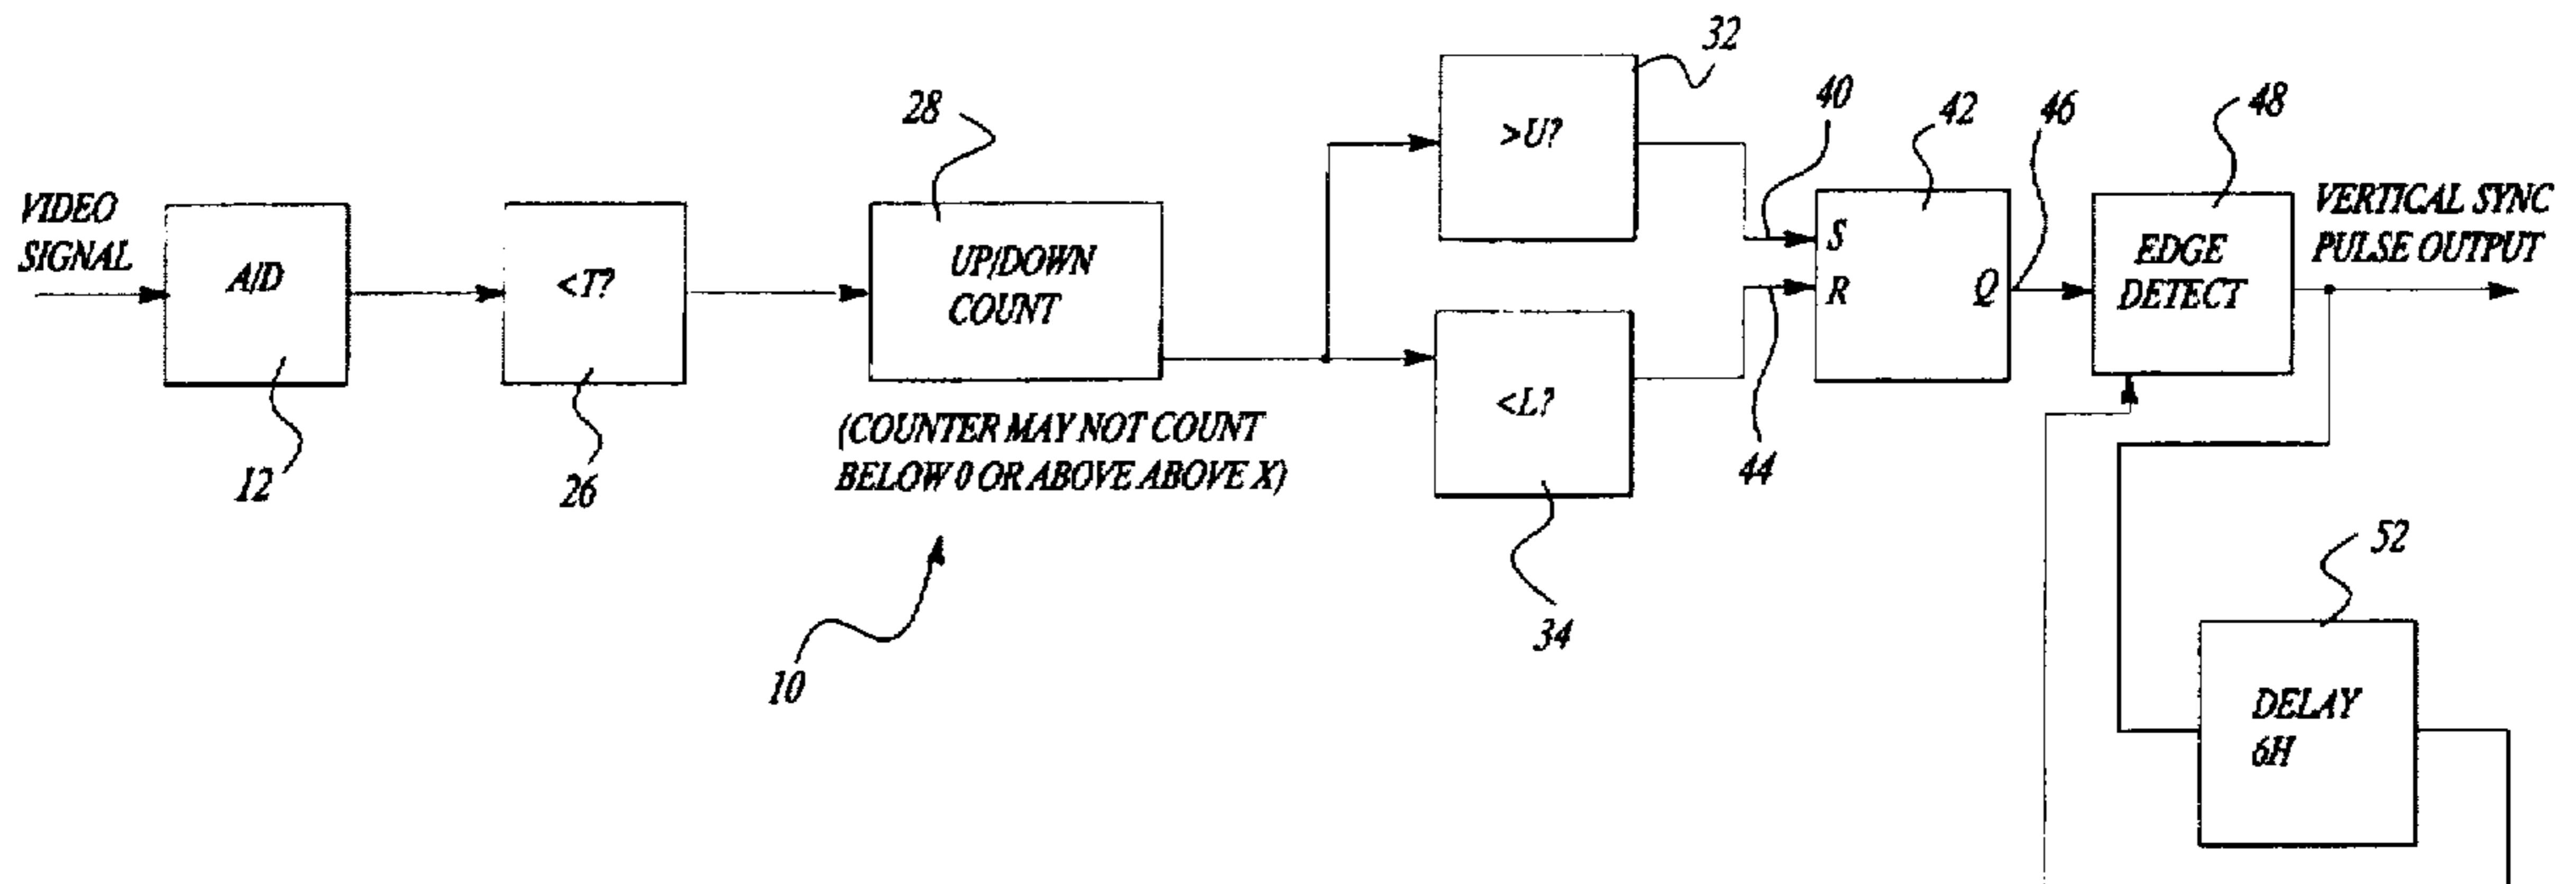 VIDEO
SIGNAL
A/D
12
<T?
26
28
UP/DOWN
COUNT
(COUNTER MAY NOT COUNT
BELOW 0 OR ABOVE ABOVE X)
10
32
>U?
<L?
34
40
44
42
S
R
Q
46
48
EDGE
DETECT
VERTICAL SYNC
PULSE OUTPUT
52
DELAY
6H